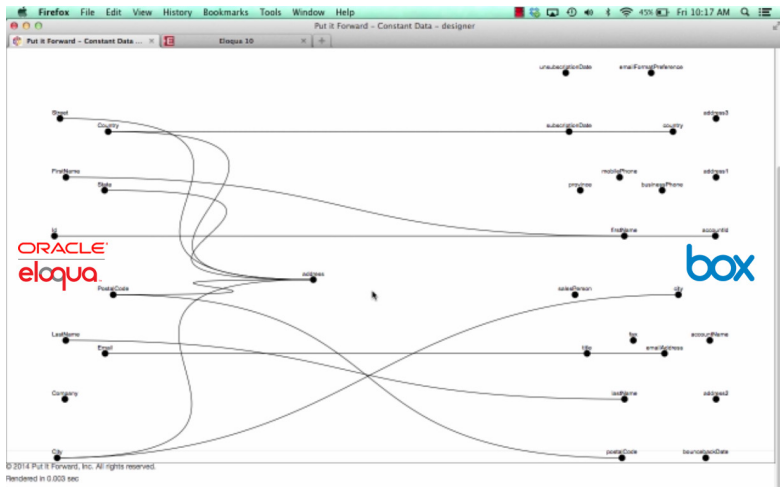 Firefox File Edit View History Bookmarks Tools Window Help 45% Fri 10:17 AM
Put it Forward – Constant Data – designer
Put it Forward – Constant Data ... × Eloqua 10 × +
unsubscriptionDate emailFormatPreference
Street address3
Country subscriptionDate country
FirstName mobilePhone address1
State province businessPhone
Id firstName accountId
ORACLE
eloqua
box
address
PostalCode salesPerson city
LastName fax accountName
Email title emailAddress
Company lastName address2
City postalCode bouncebackDate
© 2014 Put It Forward, Inc. All rights reserved.
Rendered in 0.003 sec